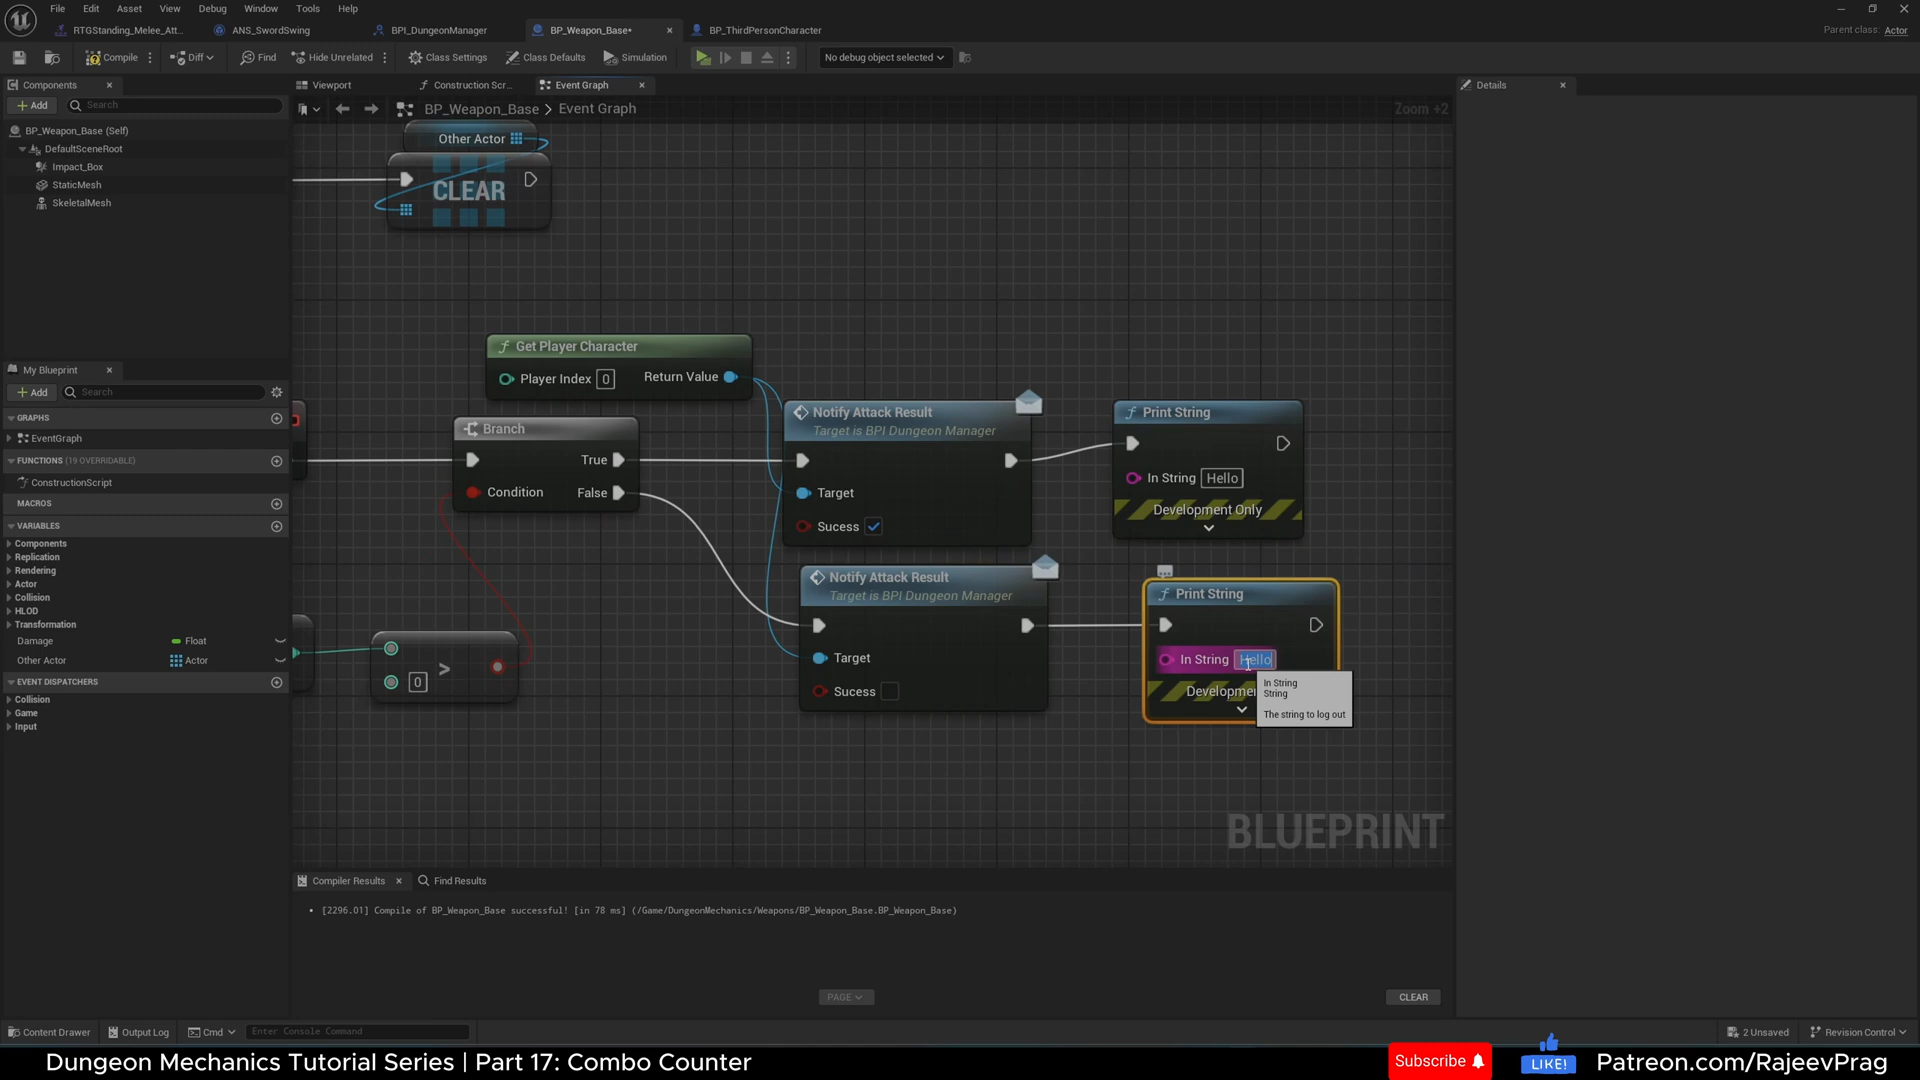 File Edit Asset View Debug Window Tools Help
RTGStanding_Melee_Att... ANS_SwordSwing BPI_DungeonManager BP_Weapon_Base* BP_ThirdPersonCharacter Parent class: Actor
Compile Diff Find Hide Unrelated Class Settings Class Defaults Simulation No debug object selected
Components Viewport Construction Scr... Event Graph Details
Add Search BP_Weapon_Base > Event Graph Zoom +2
BP_Weapon_Base (Self)
DefaultSceneRoot
Impact_Box
StaticMesh
SkeletalMesh
Other Actor
CLEAR
Get Player Character
Player Index 0 Return Value
Branch
True
Condition False
Notify Attack Result
Target is BPI Dungeon Manager
Target
Sucess
Print String
In String Hello
Development Only
> 0
Notify Attack Result
Target is BPI Dungeon Manager
Target
Sucess
Print String
In String Hello
Developme
In String
String
The string to log out
BLUEPRINT
My Blueprint
Add Search
GRAPHS
EventGraph
FUNCTIONS (19 OVERRIDABLE)
ConstructionScript
MACROS
VARIABLES
Components
Replication
Rendering
Actor
Collision
HLOD
Transformation
Damage Float
Other Actor Actor
EVENT DISPATCHERS
Collision
Game
Input
Compiler Results Find Results
[2296.01] Compile of BP_Weapon_Base successful! [in 78 ms] (/Game/DungeonMechanics/Weapons/BP_Weapon_Base.BP_Weapon_Base)
PAGE CLEAR
Content Drawer Output Log Cmd Enter Console Command 2 Unsaved Revision Control
Dungeon Mechanics Tutorial Series | Part 17: Combo Counter Subscribe LIKE! Patreon.com/RajeevPrag